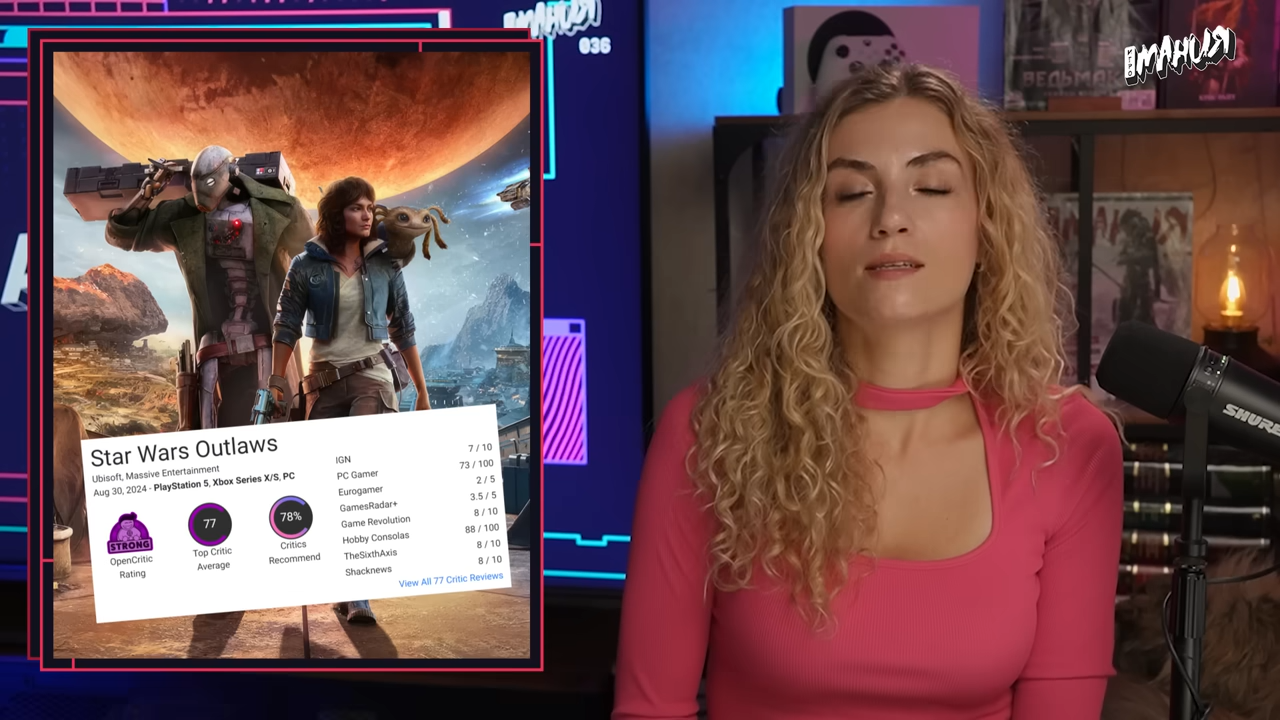 МАНИЯ
036
ВЕДЬМАК
IМАНИЯ
Star Wars Outlaws
Ubisoft, Massive Entertainment
Aug 30, 2024 - PlayStation 5, Xbox Series X/S, PC
STRONG
OpenCritic
Rating
77
Top Critic
Average
78%
Critics
Recommend
IGN 7 / 10
PC Gamer 73 / 100
Eurogamer 2 / 5
GamesRadar+ 3.5 / 5
Game Revolution 8 / 10
Hobby Consolas 88 / 100
TheSixthAxis 8 / 10
Shacknews 8 / 10
View All 77 Critic Reviews
SHURE